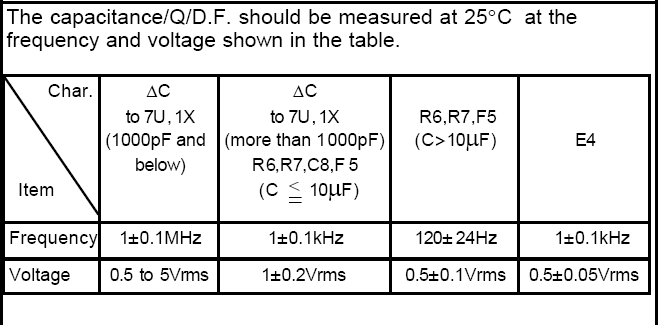 The capacitance/Q/D.F. should be measured at 25°C at the
frequency and voltage shown in the table.
Char.
Item
ΔC
to 7U, 1X
(1000pF and
below)
ΔC
to 7U, 1X
(more than 1000pF)
R6,R7,C8,F5
(C ≦ 10μF)
R6,R7,F5
(C>10μF)
E4
Frequency 1±0.1MHz 1±0.1kHz 120±24Hz 1±0.1kHz
Voltage 0.5 to 5Vrms 1±0.2Vrms 0.5±0.1Vrms 0.5±0.05Vrms